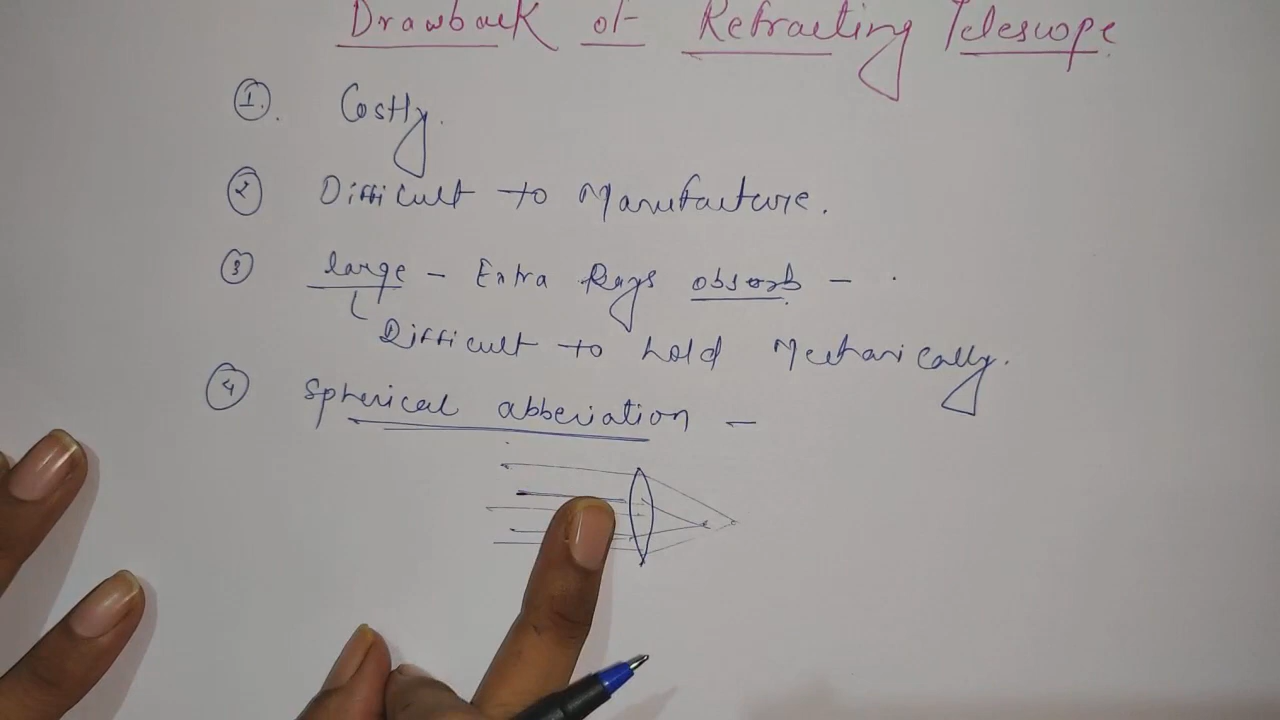 Drawback of Refracting Telescope
1. Costly.
2 Difficult to Manufacture.
3 large - Extra Rays absorb -
Difficult to hold Mechanically.
4 Spherical abberiation -